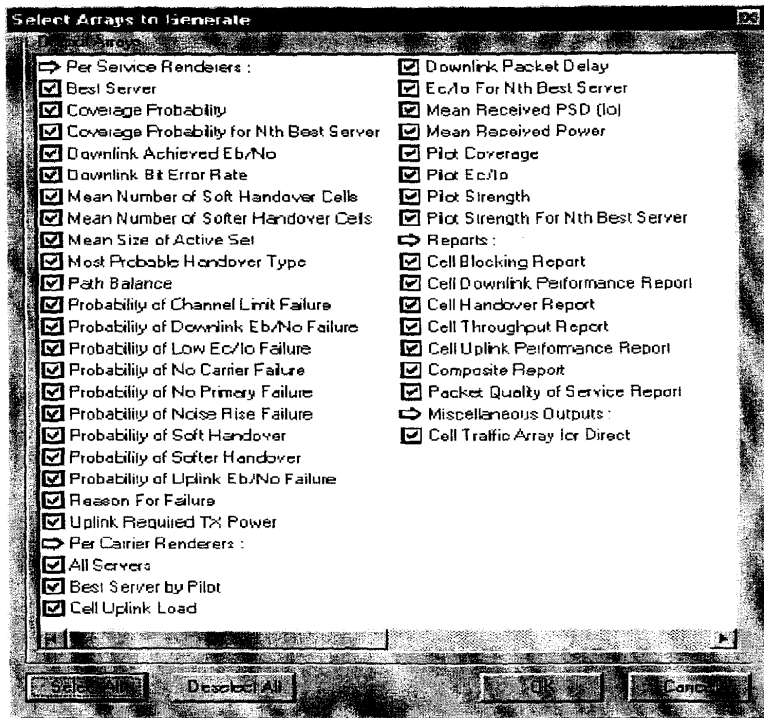 Select Arrays to Generate
Per Service Renderers :
Best Server
Coverage Probability
Coverage Probability for Nth Best Server
Downlink Achieved Eb/No
Downlink Bit Error Rate
Mean Number of Soft Handover Cells
Mean Number of Softer Handover Cells
Mean Size of Active Set
Most Probable Handover Type
Path Balance
Probability of Channel Limit Failure
Probability of Downlink Eb/No Failure
Probability of Low Ec/Io Failure
Probability of No Carrier Failure
Probability of No Primary Failure
Probability of Noise Rise Failure
Probability of Soft Handover
Probability of Softer Handover
Probability of Uplink Eb/No Failure
Reason For Failure
Uplink Required TX Power
Per Carrier Renderers :
All Servers
Best Server by Pilot
Cell Uplink Load
Downlink Packet Delay
Ec/Io For Nth Best Server
Mean Received PSD (Io)
Mean Received Power
Pilot Coverage
Pilot Ec/Io
Pilot Strength
Pilot Strength For Nth Best Server
Reports :
Cell Blocking Report
Cell Downlink Performance Report
Cell Handover Report
Cell Throughput Report
Cell Uplink Performance Report
Composite Report
Packet Quality of Service Report
Miscellaneous Outputs :
Cell Traffic Array for Direct
Select All
Deselect All
OK
Cancel